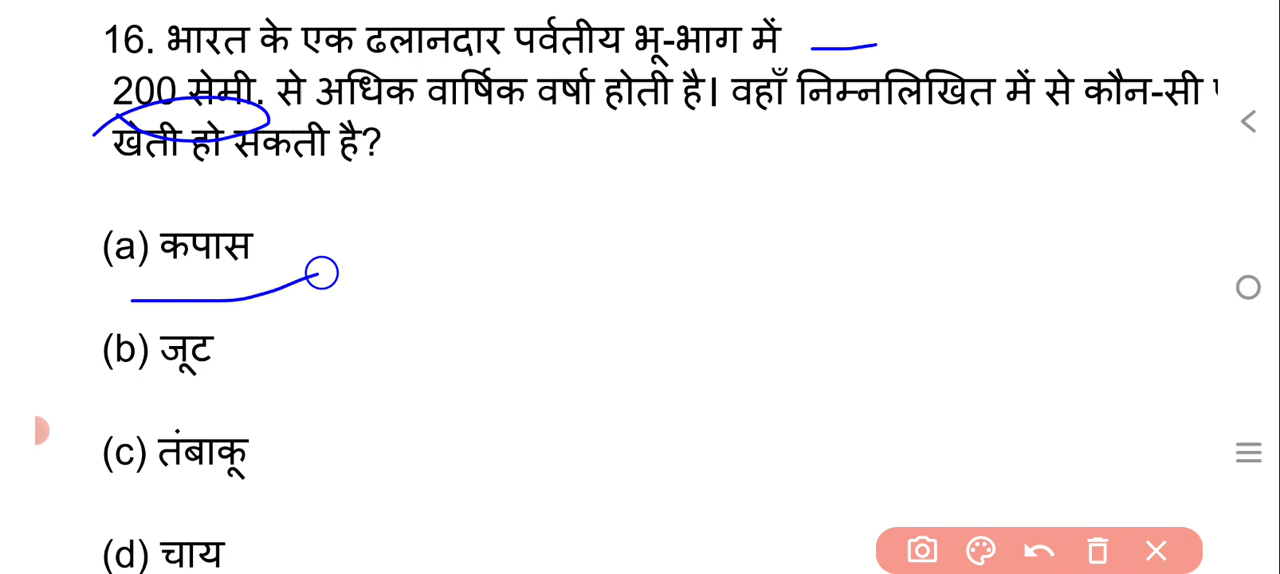 16. भारत के एक ढलानदार पर्वतीय भू-भाग में
200 सेमी. से अधिक वार्षिक वर्षा होती है। वहाँ निम्नलिखित में से कौन-सी
खेती हो सकती है?
(a) कपास
(b) जूट
(c) तंबाकू
(d) चाय